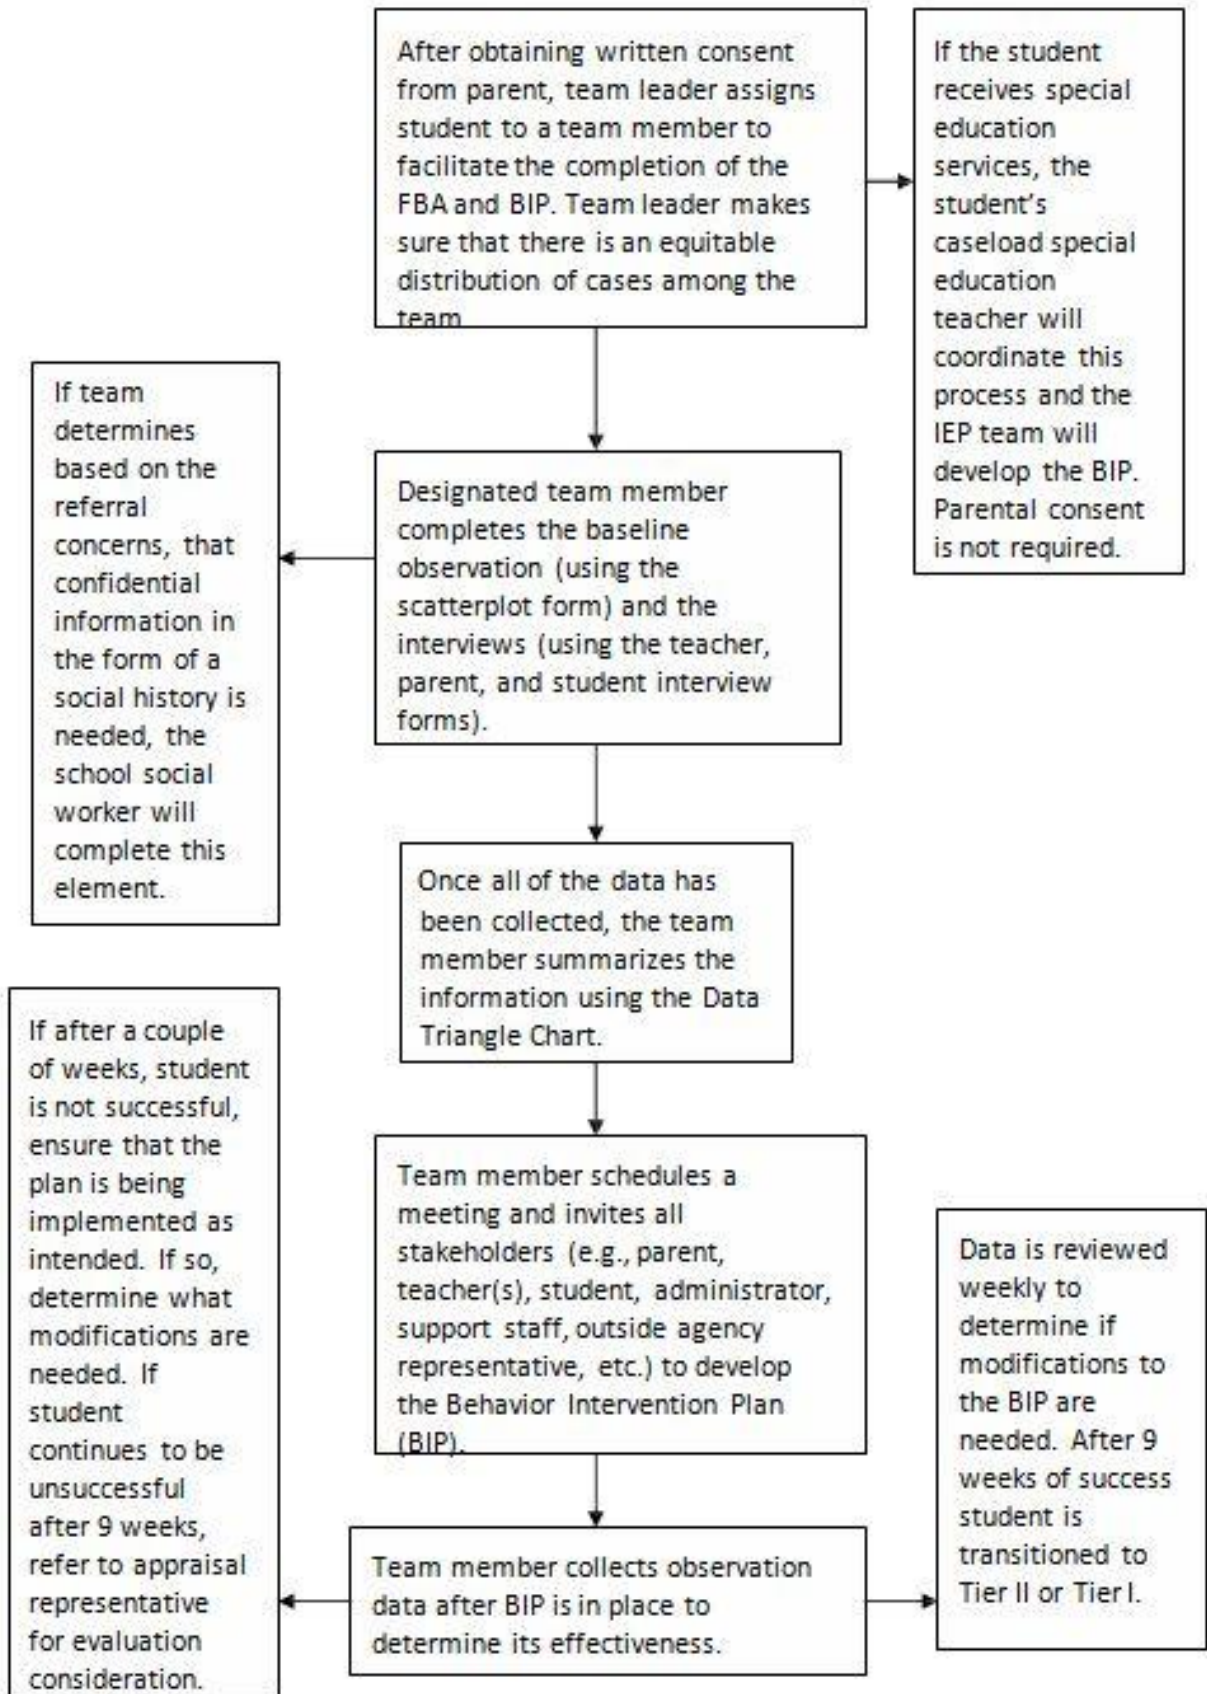 After obtaining written consent
from parent, team leader assigns
student to a team member to
facilitate the completion of the
FBA and BIP. Team leader makes
sure that there is an equitable
distribution of cases among the
team
If the student
receives special
education
services, the
student's
caseload special
education
teacher will
coordinate this
process and the
IEP team will
develop the BIP.
Parental consent
is not required.
If team
determines
based on the
referral
concerns, that
confidential
information in
the form of a
social history is
needed, the
school social
worker will
complete this
element.
Designated team member
completes the baseline
observation (using the
scatterplot form) and the
interviews (using the teacher,
parent, and student interview
forms).
Once all of the data has
been collected, the team
member summarizes the
information using the Data
Triangle Chart.
If after a couple
of weeks, student
is not successful,
ensure that the
plan is being
implemented as
intended. If so,
determine what
modifications are
needed. If
student
continues to be
unsuccessful
after 9 weeks,
refer to appraisal
representative
for evaluation
consideration.
Team member schedules a
meeting and invites all
stakeholders (e.g., parent,
teacher(s), student, administrator,
support staff, outside agency
representative, etc.) to develop
the Behavior Intervention Plan
(BIP).
Data is reviewed
weekly to
determine if
modifications to
the BIP are
needed. After 9
weeks of success
student is
transitioned to
Tier II or Tier I.
Team member collects observation
data after BIP is in place to
determine its effectiveness.